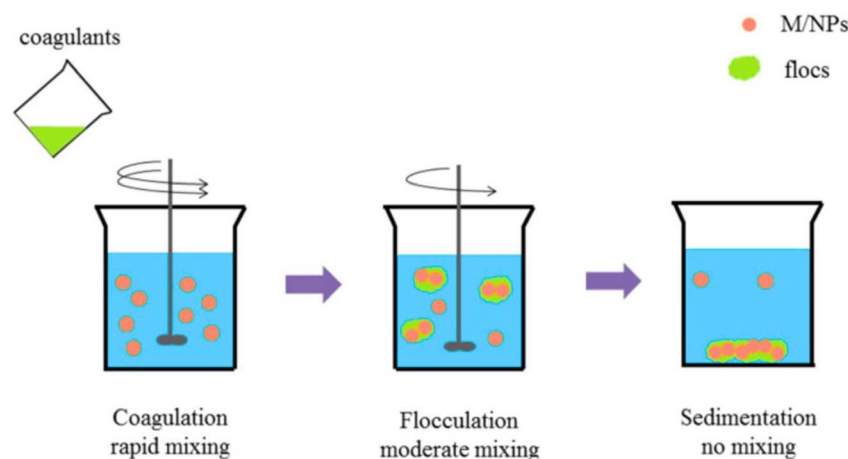 coagulants
M/NPs
flocs
Coagulation
rapid mixing
Flocculation
moderate mixing
Sedimentation
no mixing